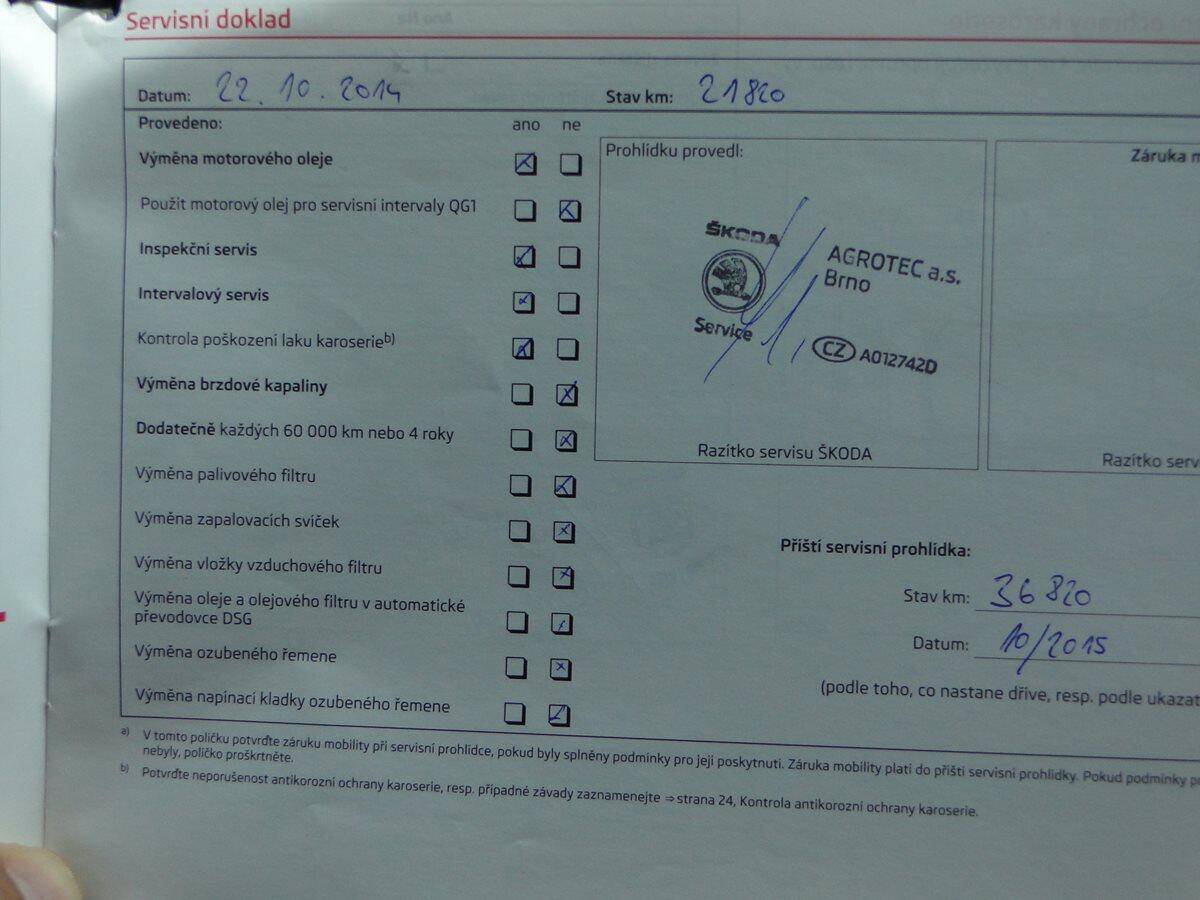 Servisní doklad
Datum: 22. 10. 2014 Stav km: 21820
Provedeno: ano ne
Prohlídku provedl:
Záruka
Výměna motorového oleje
Použit motorový olej pro servisní intervaly QG1
Inspekční servis
Intervalový servis
Kontrola poškození laku karoserie b)
Výměna brzdové kapaliny
Dodatečně každých 60 000 km nebo 4 roky
Výměna palivového filtru
Výměna zapalovacích svíček
Výměna vložky vzduchového filtru
Výměna oleje a olejového filtru v automatické
převodovce DSG
Výměna ozubeného řemene
Výměna napínací kladky ozubeného řemene
ŠKODA
Service
AGROTEC a.s.
Brno
CZ A012742D
Razítko servisu ŠKODA
Razítko serv
Příští servisní prohlídka:
Stav km: 36 820
Datum: 10/2015
(podle toho, co nastane dříve, resp. podle ukazat
a) V tomto políčku potvrďte záruku mobility při servisní prohlídce, pokud byly splněny podmínky pro její poskytnutí. Záruka mobility platí do příští servisní prohlídky. Pokud podmínky
nebyly, políčko proškrtněte.
b) Potvrďte neporušenost antikorozní ochrany karoserie, resp. případné závady zaznamenejte ⇒ strana 24, Kontrola antikorozní ochrany karoserie.